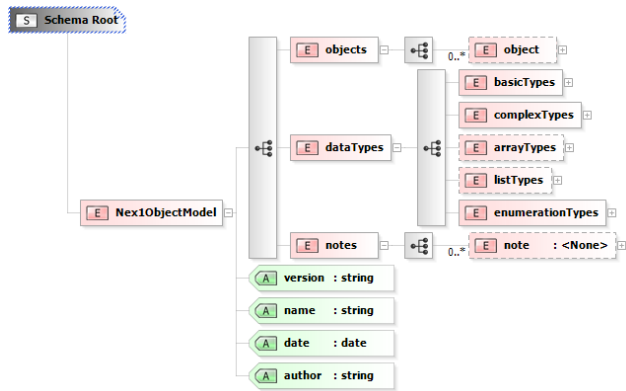 S Schema Root
E objects
0..*
E object
E basicTypes
E complexTypes
E dataTypes
E arrayTypes
E listTypes
E Nex1ObjectModel
E enumerationTypes
E notes
0..*
E note : <None>
A version : string
A name : string
A date : date
A author : string